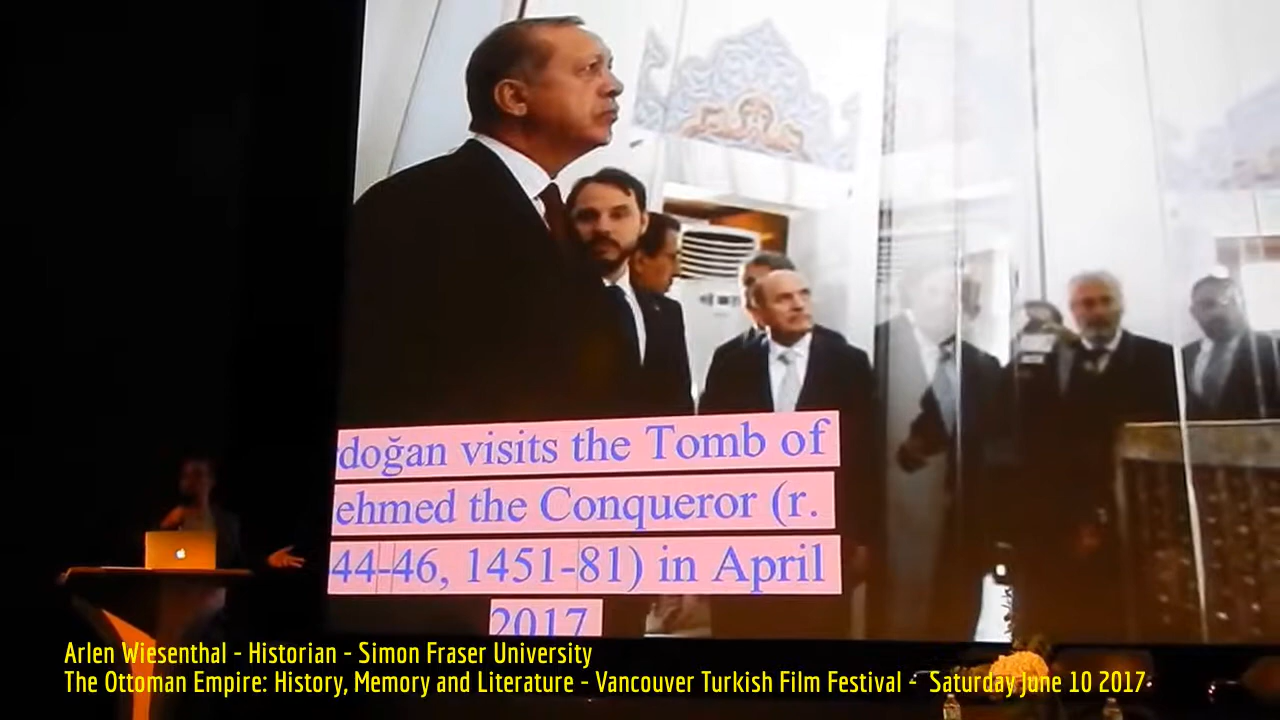 doğan visits the Tomb of
ehmed the Conqueror (r.
44-46, 1451-81) in April
2017
Arlen Wiesenthal - Historian - Simon Fraser University
The Ottoman Empire: History, Memory and Literature - Vancouver Turkish Film Festival - Saturday June 10 2017